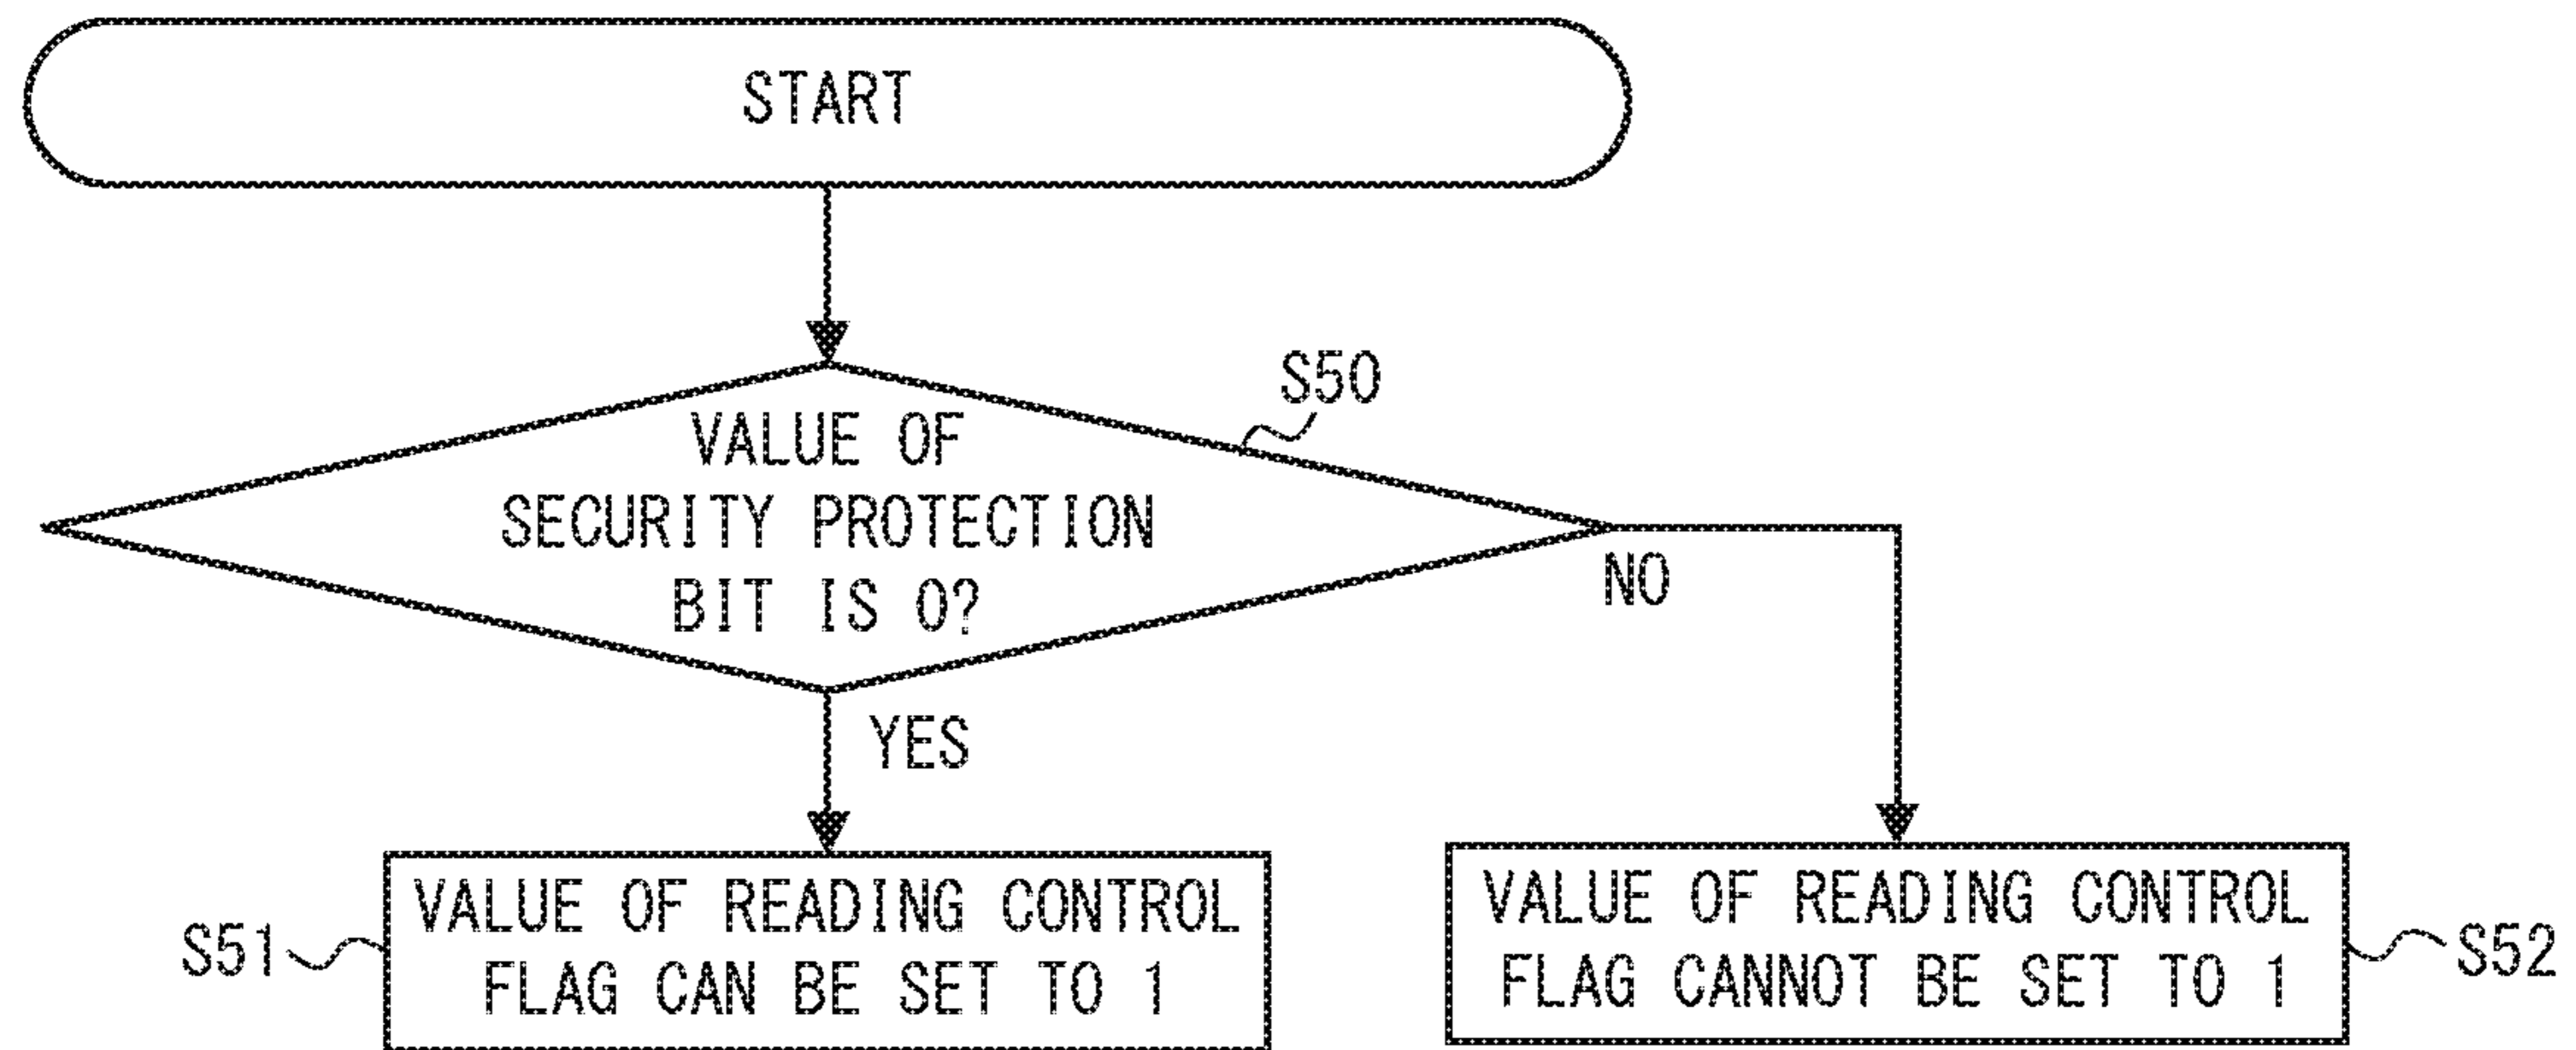 START
S50
VALUE OF
SECURITY PROTECTION
BIT IS 0?
NO
YES
S51
VALUE OF READING CONTROL
FLAG CAN BE SET TO 1
VALUE OF READING CONTROL
FLAG CANNOT BE SET TO 1
S52